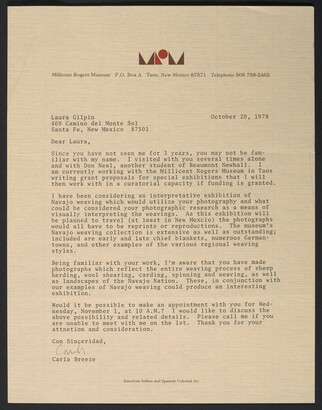 MRM
Millicent Rogers Museum P.O. Box A Taos, New Mexico 87571 Telephone 505 758-2462
Laura Gilpin October 20, 1979
409 Camino del Monte Sol
Santa Fe, New Mexico 87501
Dear Laura,
Since you have not seen me for 3 years, you may not be fam-
iliar with my name. I visited with you several times alone
and with Don Neal, another student of Beaumont Newhall. I
am currently working with the Millicent Rogers Museum in Taos
writing grant proposals for special exhibitions that I will
then work with in a curatorial capacity if funding is granted.
I have been considering an interpretative exhibition of
Navajo weaving which would utilize your photography and what
could be considered your photographic research as a means of
visually interpreting the weavings. As this exhibition will
be planned to travel (at least in New Mexcio) the photographs
would all have to be reprints or reproductions. The museum's
Navajo weaving collection is extensive as well as outstanding;
included are early and late chief blankets, numerous German-
towns, and other examples of the various regional weaving
styles.
Being familiar with your work, I'm aware that you have made
photographs which reflect the entire weaving process of sheep
herding, wool shearing, carding, spinning and weaving, as well
as landscapes of the Navajo Nation. These, in conjunction with
our examples of Navajo weaving could produce an interesting
exhibition.
Would it be possible to make an appointment with you for Wed-
nesday, November 1, at 10 A.M.? I would like to discuss the
above possibility and related details. Please call me if you
are unable to meet with me on the 1st. Thank you for your
attnetion and consideration.
Con Sinceridad,
Carla Breeze
American Indian and Spanish Colonial Art